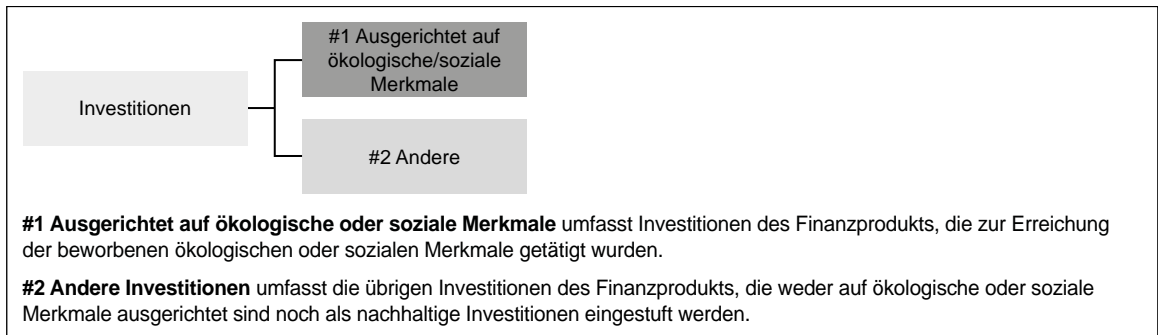 #1 Ausgerichtet auf
ökologische/soziale
Merkmale
Investitionen
#2 Andere
#1 Ausgerichtet auf ökologische oder soziale Merkmale umfasst Investitionen des Finanzprodukts, die zur Erreichung
der beworbenen ökologischen oder sozialen Merkmale getätigt wurden.
#2 Andere Investitionen umfasst die übrigen Investitionen des Finanzprodukts, die weder auf ökologische oder soziale
Merkmale ausgerichtet sind noch als nachhaltige Investitionen eingestuft werden.